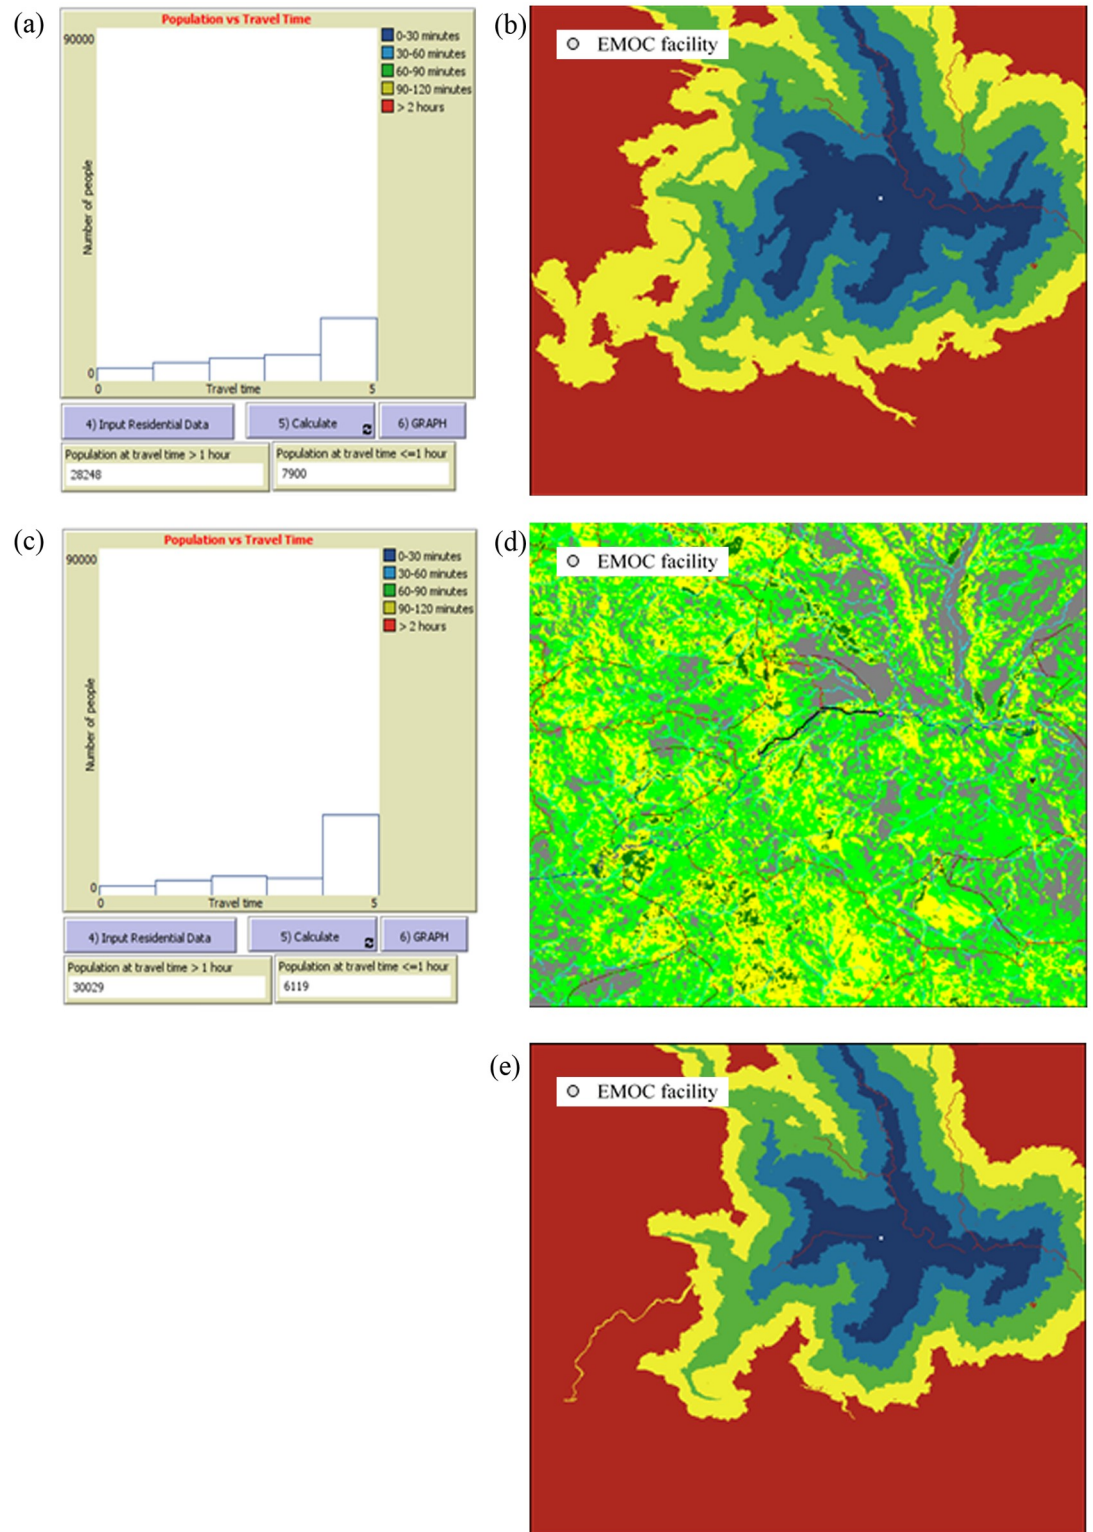 (a)
Population vs Travel Time
90000
0-30 minutes
30-60 minutes
60-90 minutes
90-120 minutes
> 2 hours
Number of people
0
0
Travel time
5
4) Input Residential Data
5) Calculate
6) GRAPH
Population at travel time > 1 hour
28248
Population at travel time <=1 hour
7900
(b)
EMOC facility
(c)
Population vs Travel Time
90000
0-30 minutes
30-60 minutes
60-90 minutes
90-120 minutes
> 2 hours
Number of people
0
0
Travel time
5
4) Input Residential Data
5) Calculate
6) GRAPH
Population at travel time > 1 hour
30029
Population at travel time <=1 hour
6119
(d)
EMOC facility
(e)
EMOC facility